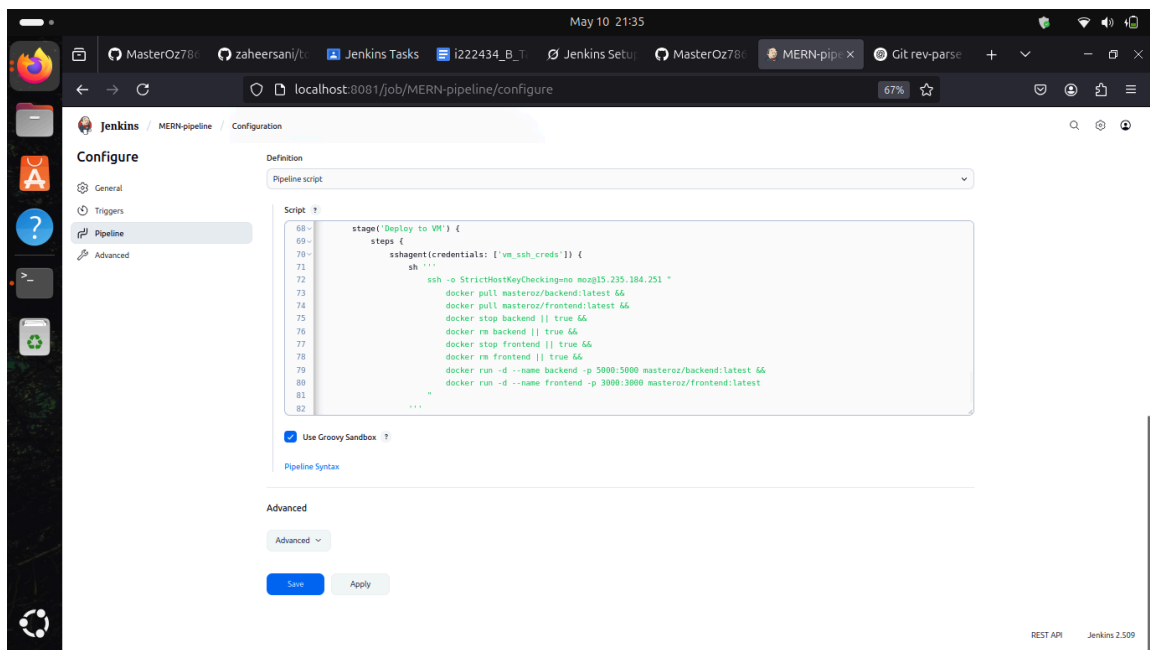 May 10 21:35
MasterOz786
zaheersani/to
Jenkins Tasks
i222434_B_Ta
Jenkins Setup
MasterOz786
MERN-pipe
Git rev-parse
localhost:8081/job/MERN-pipeline/configure
67%
Jenkins / MERN-pipeline / Configuration
Configure
General
Triggers
Pipeline
Advanced
Definition
Pipeline script
Script ?
68 stage('Deploy to VM') {
69 steps {
70 sshagent(credentials: ['vm_ssh_creds']) {
71 sh '''
72 ssh -o StrictHostKeyChecking=no moz@15.235.184.251 "
73 docker pull masteroz/backend:latest &&
74 docker pull masteroz/frontend:latest &&
75 docker stop backend || true &&
76 docker rm backend || true &&
77 docker stop frontend || true &&
78 docker rm frontend || true &&
79 docker run -d --name backend -p 5000:5000 masteroz/backend:latest &&
80 docker run -d --name frontend -p 3000:3000 masteroz/frontend:latest
81 "
82 '''
Use Groovy Sandbox ?
Pipeline Syntax
Advanced
Advanced
Save Apply
REST API Jenkins 2.509